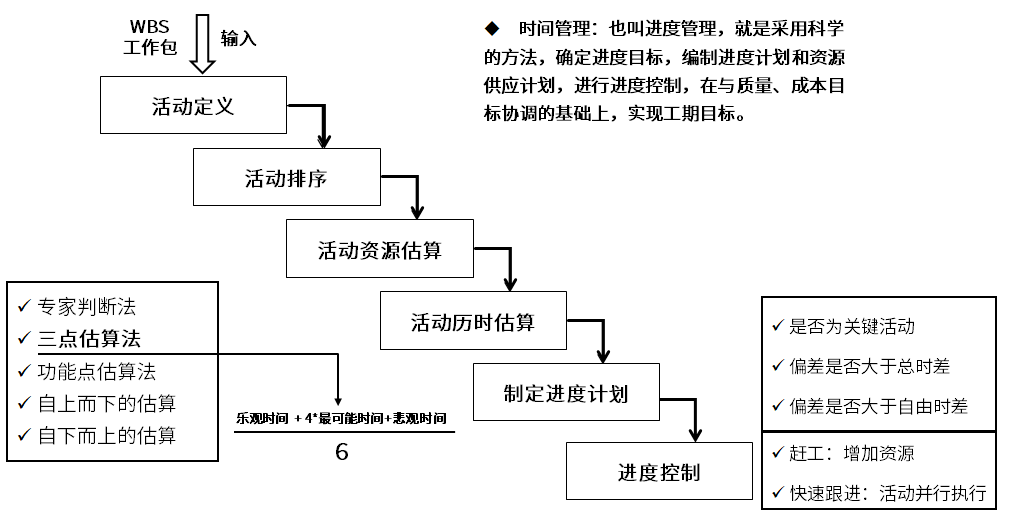 WBS
工作包
输入
◆ 时间管理：也叫进度管理，就是采用科学
的方法，确定进度目标，编制进度计划和资源
供应计划，进行进度控制，在与质量、成本目
标协调的基础上，实现工期目标。
活动定义
活动排序
活动资源估算
活动历时估算
制定进度计划
进度控制
✓ 专家判断法
✓ 三点估算法
✓ 功能点估算法
✓ 自上而下的估算
✓ 自下而上的估算
乐观时间 + 4*最可能时间+悲观时间
6
✓ 是否为关键活动
✓ 偏差是否大于总时差
✓ 偏差是否大于自由时差
✓ 赶工：增加资源
✓ 快速跟进：活动并行执行